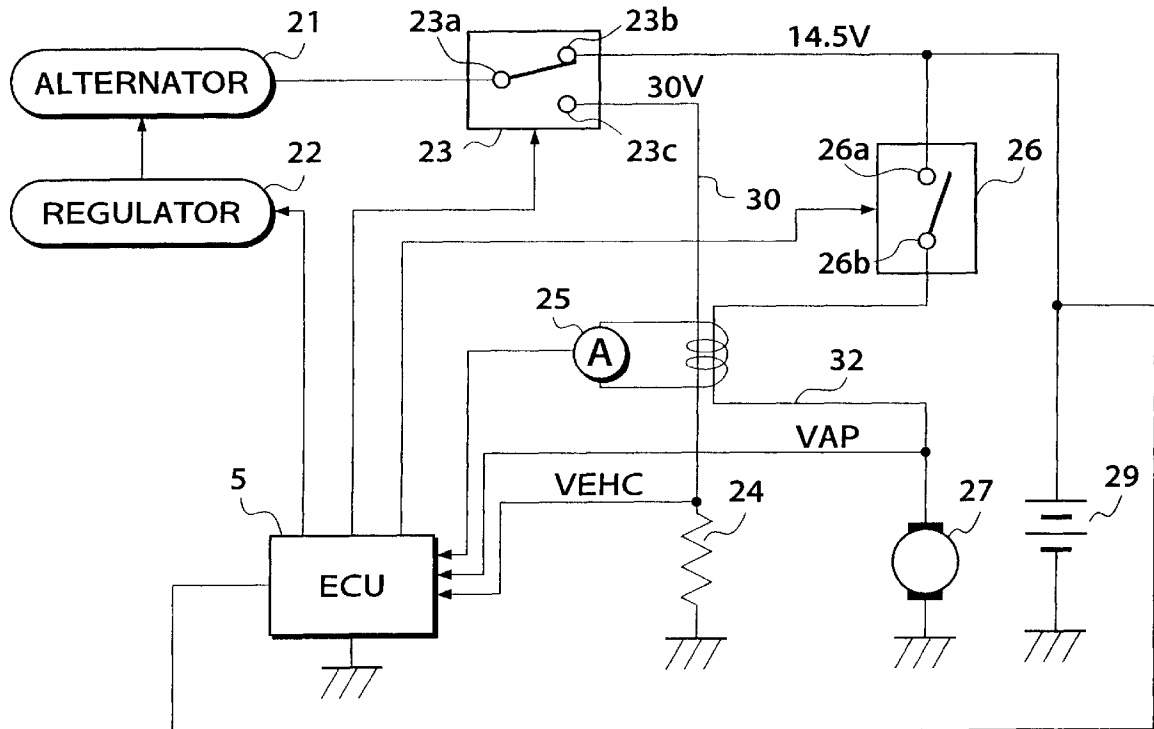 21
23a
23b
14.5V
ALTERNATOR
30V
23
23c
26a
26
22
REGULATOR
30
26b
25
A
32
VAP
5
VEHC
24
27
29
ECU